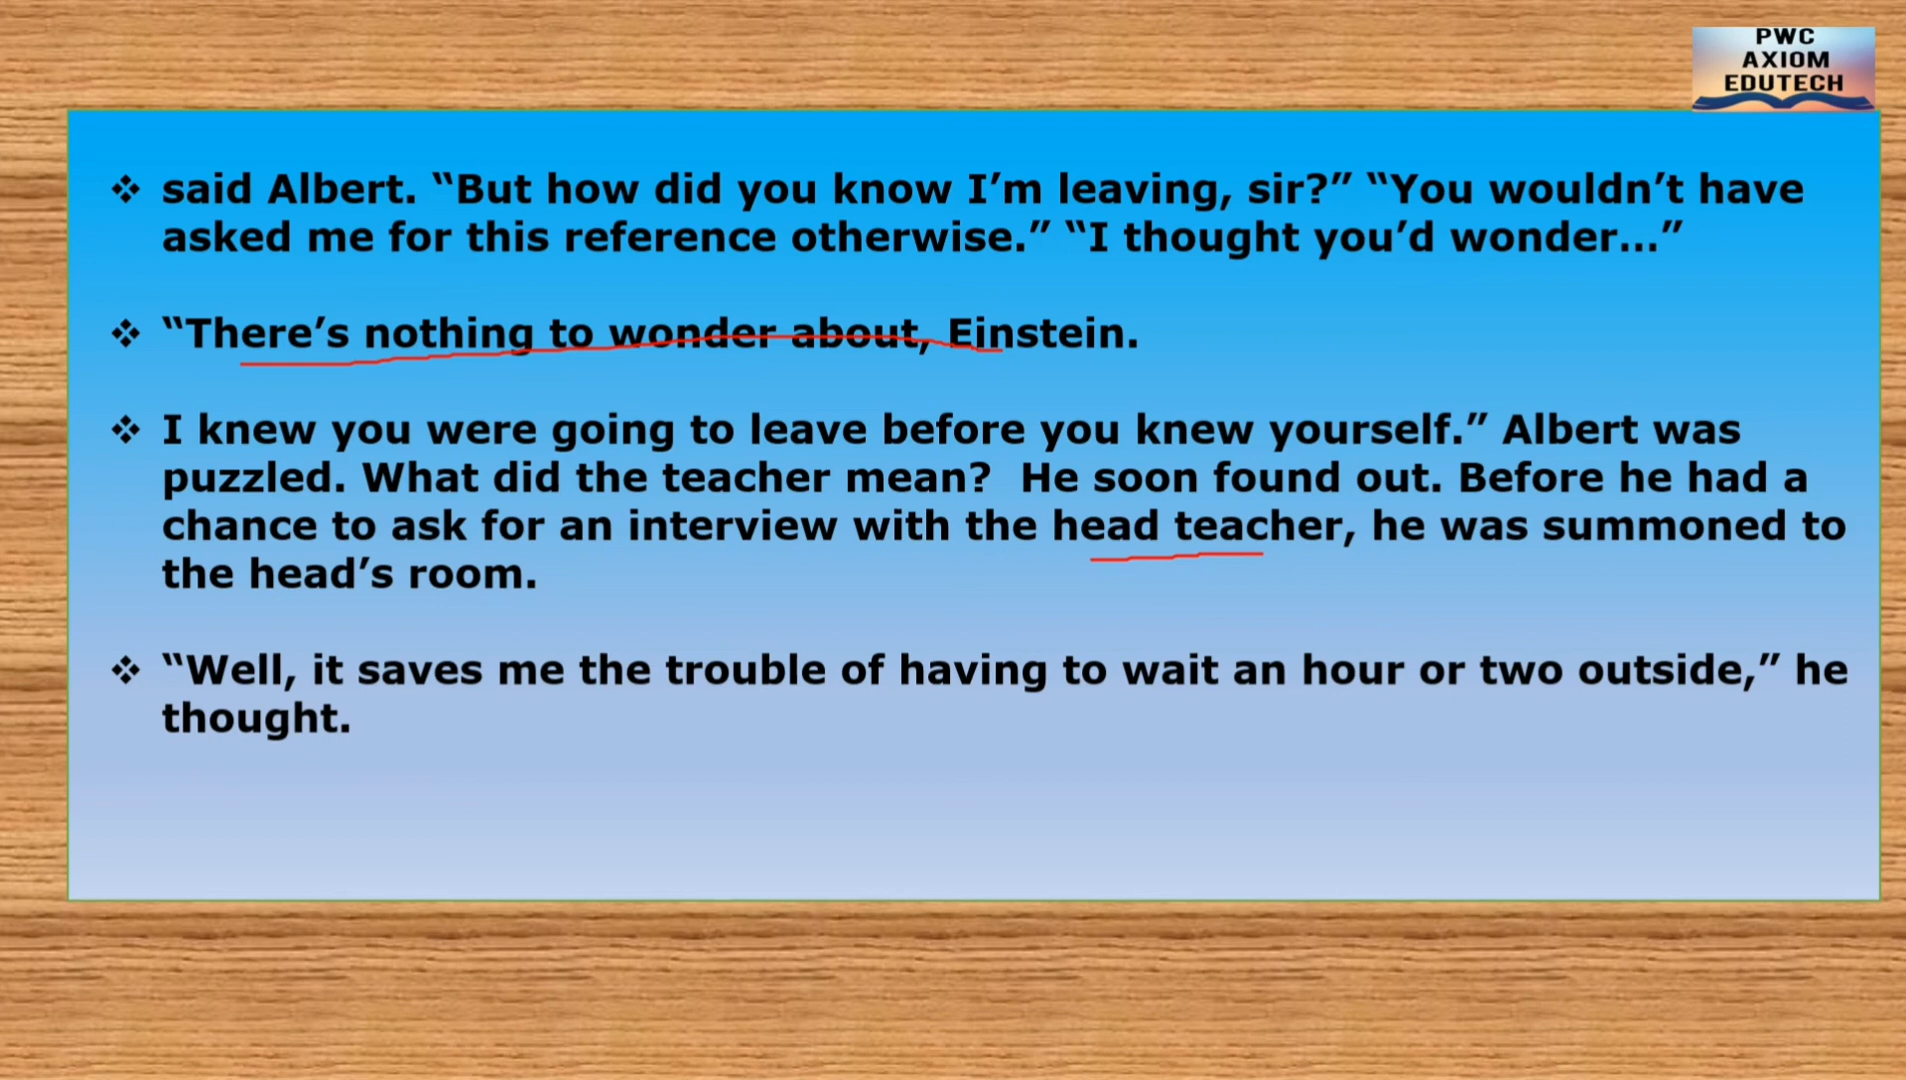 PWC
AXIOM
EDUTECH
❖ said Albert. “But how did you know I’m leaving, sir?” “You wouldn’t have
asked me for this reference otherwise.” “I thought you’d wonder...”
❖ “There’s nothing to wonder about, Einstein.
❖ I knew you were going to leave before you knew yourself.” Albert was
puzzled. What did the teacher mean?  He soon found out. Before he had a
chance to ask for an interview with the head teacher, he was summoned to
the head’s room.
❖ “Well, it saves me the trouble of having to wait an hour or two outside,” he
thought.